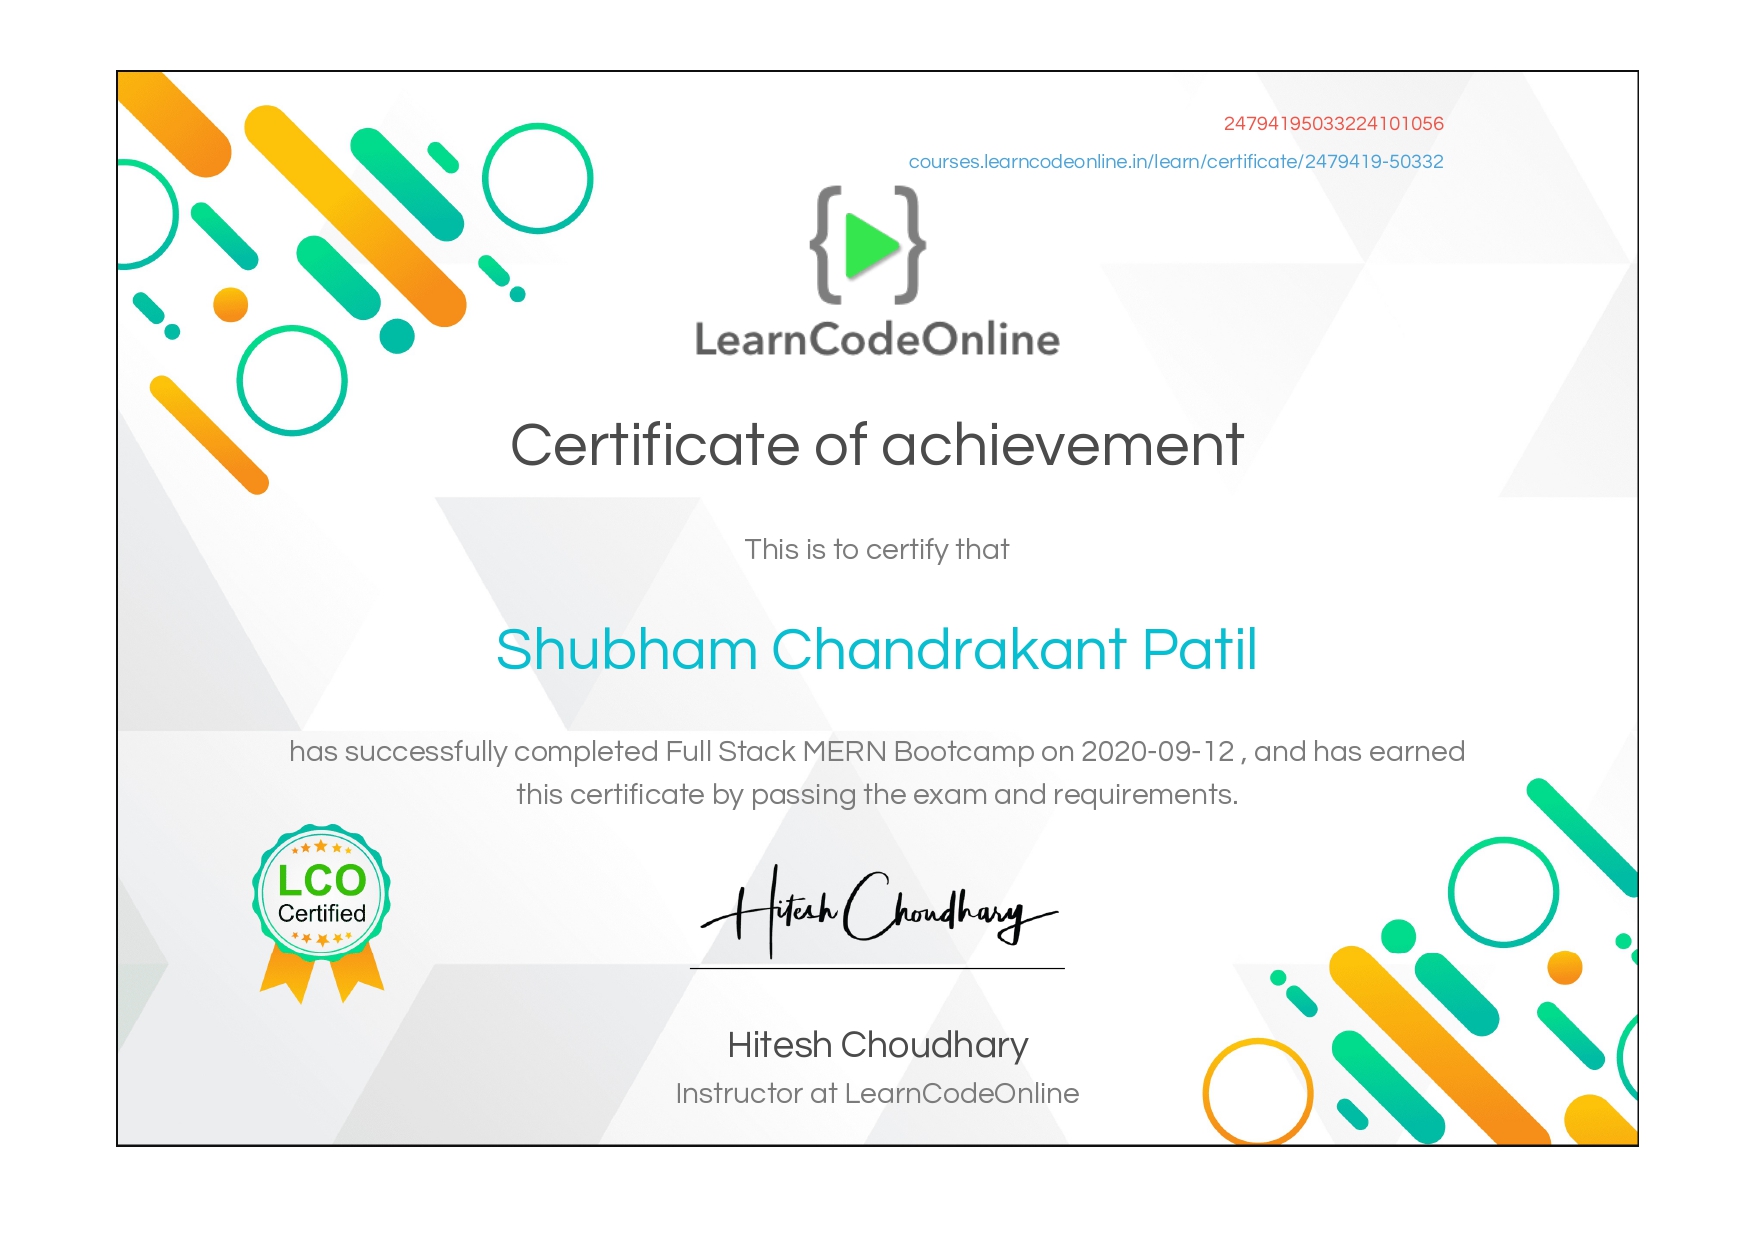 24794195033224101056
courses.learncodeonline.in/learn/certificate/2479419-50332
LearnCodeOnline
Certificate of achievement
This is to certify that
Shubham Chandrakant Patil
has successfully completed Full Stack MERN Bootcamp on 2020-09-12 , and has earned
this certificate by passing the exam and requirements.
LCO
Certified
Hitesh Choudhary
Hitesh Choudhary
Instructor at LearnCodeOnline